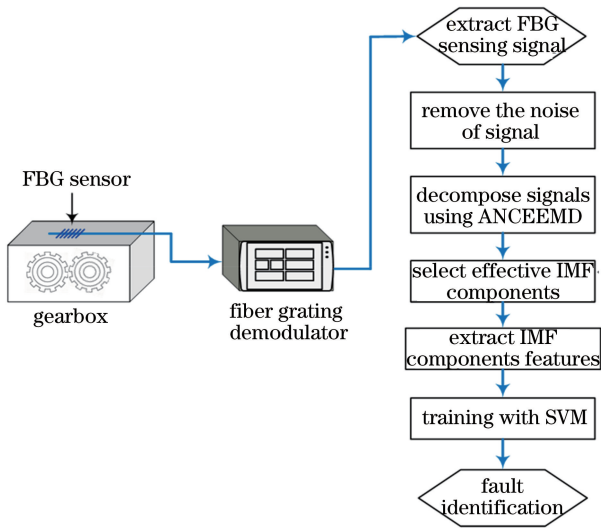 FBG sensor
gearbox
fiber grating
demodulator
extract FBG
sensing signal
remove the noise
of signal
decompose signals
using ANCEEMD
select effective IMF
components
extract IMF
components features
training with SVM
fault
identification